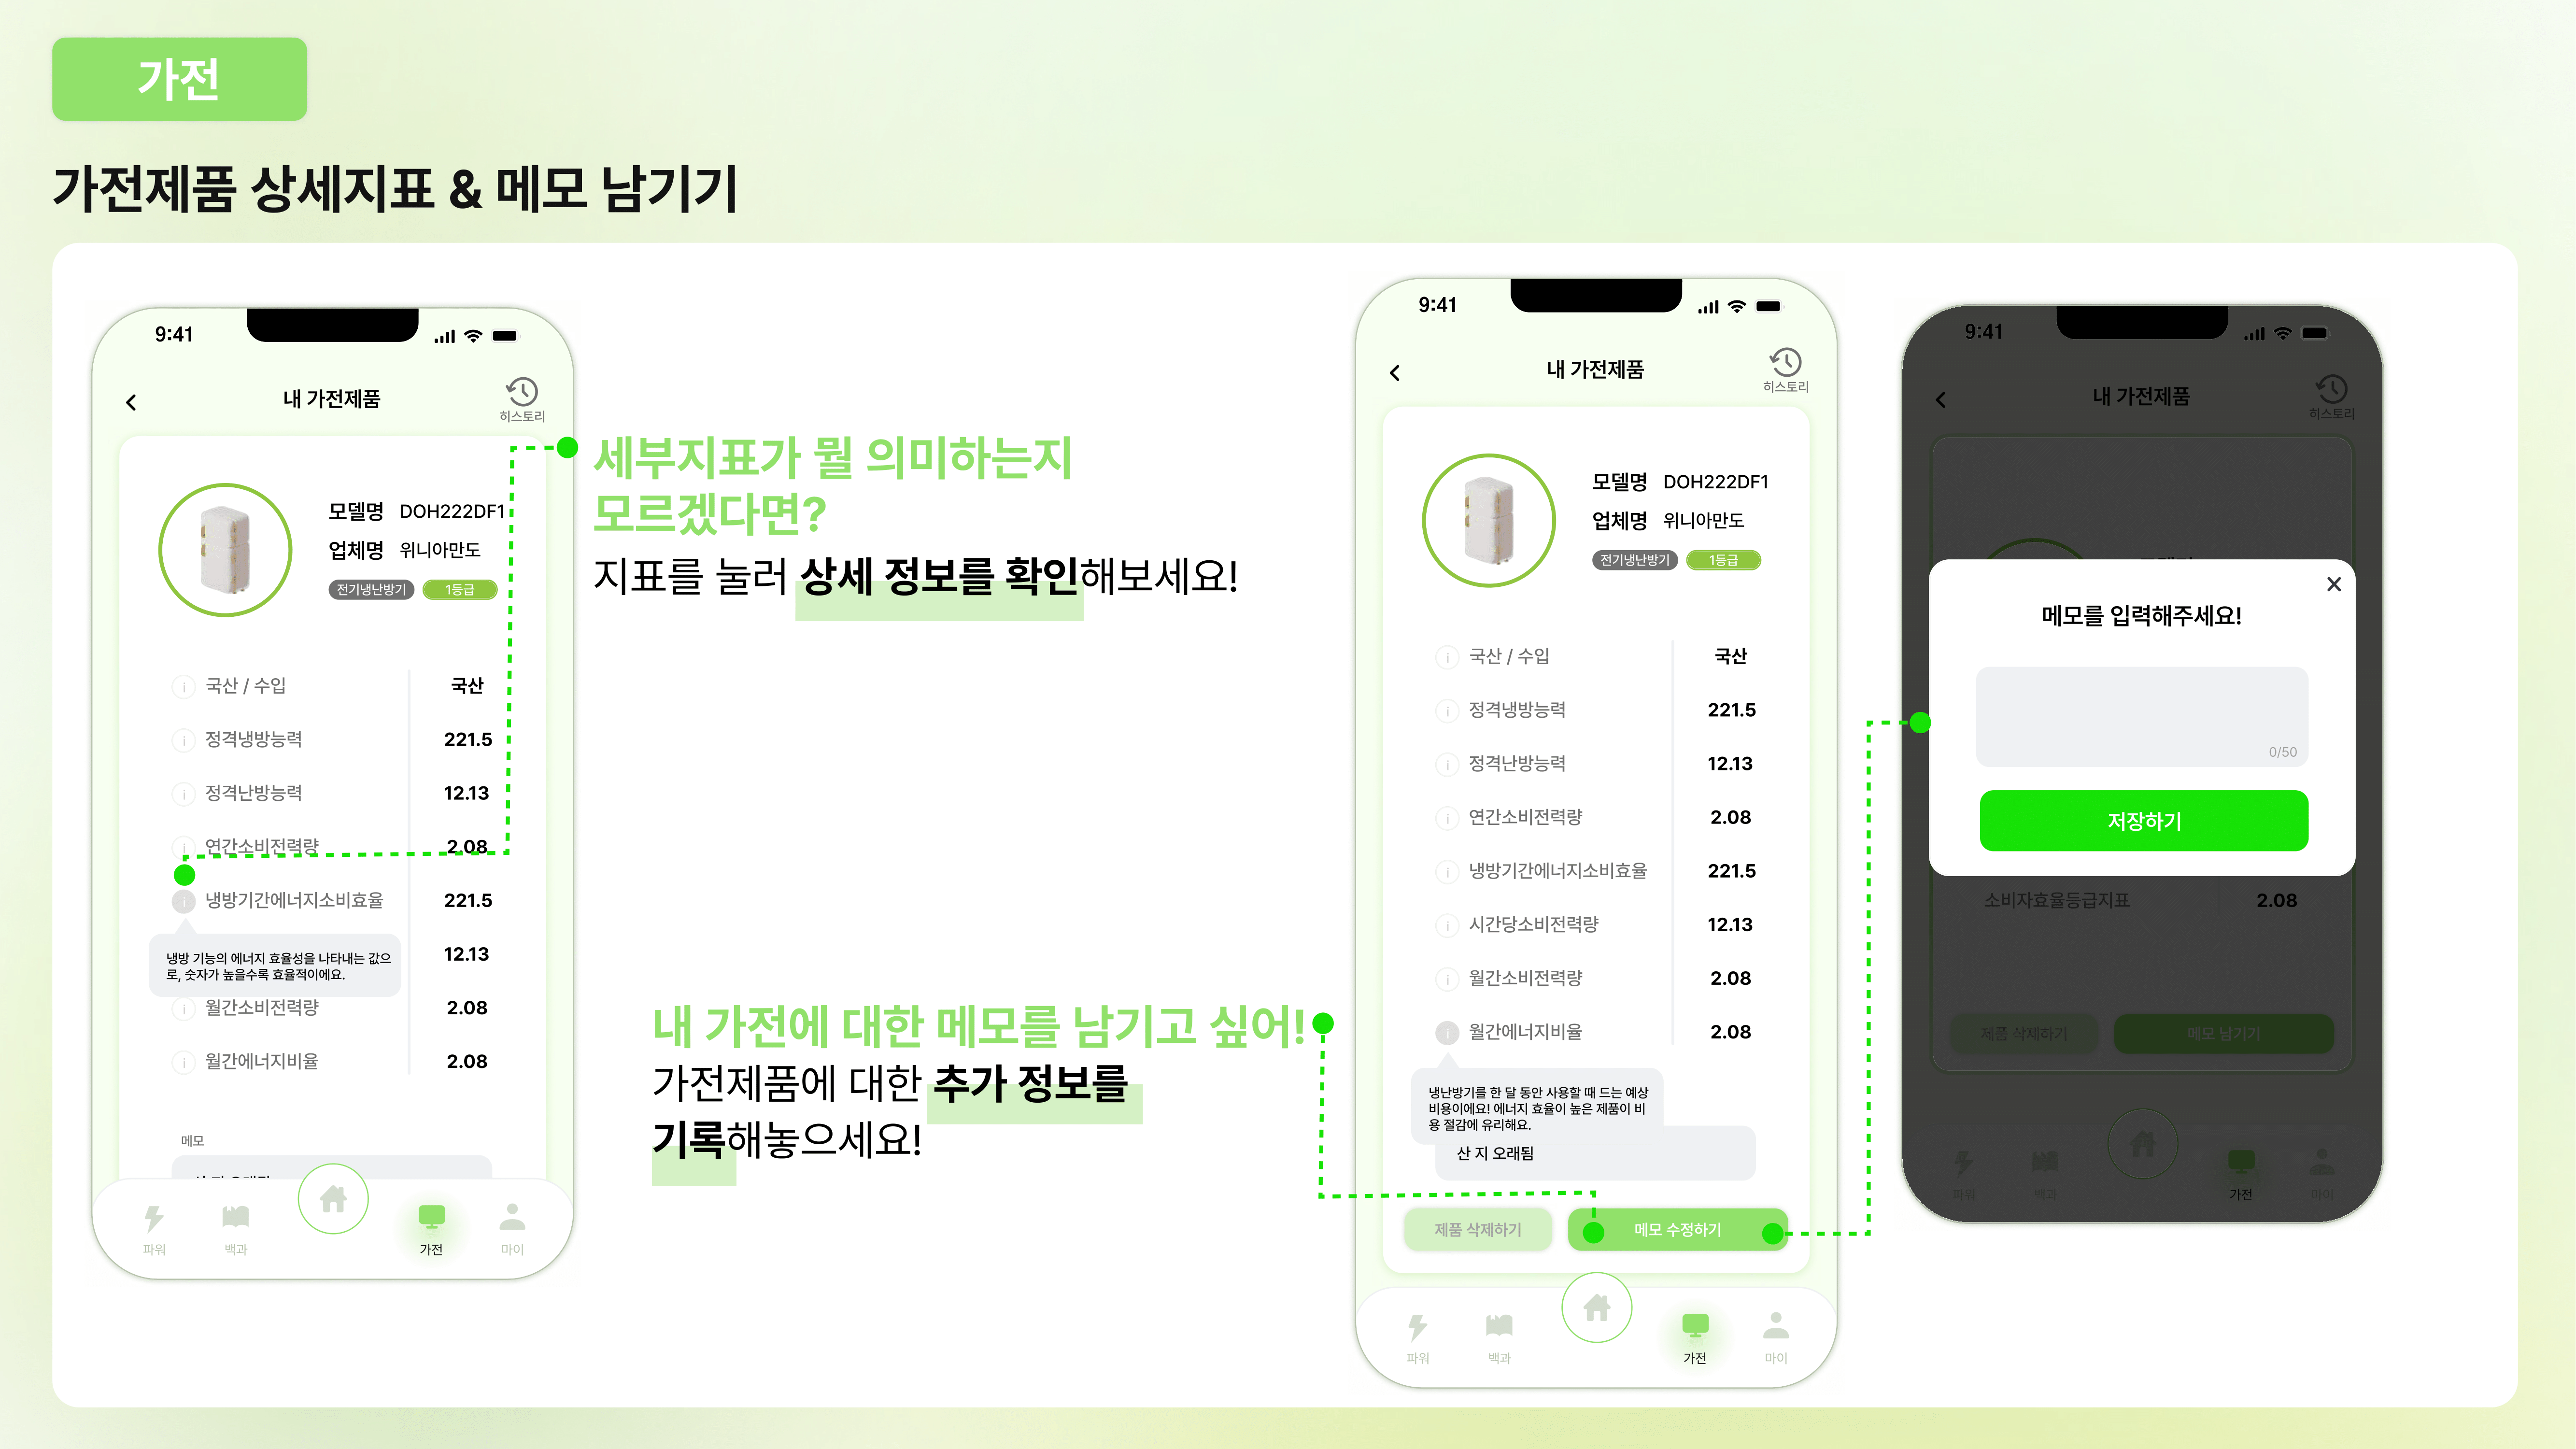 가전
가전제품 상세지표 & 메모 남기기
9:41
내 가전제품
히스토리
모델명 DOH222DF1
업체명 위니아만도
전기냉난방기 1등급
국산 / 수입 국산
정격냉방능력 221.5
정격난방능력 12.13
연간소비전력량 2.08
냉방기간에너지소비효율 221.5
12.13
냉방 기능의 에너지 효율성을 나타내는 값으
로, 숫자가 높을수록 효율적이에요.
월간소비전력량 2.08
월간에너지비율 2.08
메모
파워 백과 가전 마이
세부지표가 뭘 의미하는지
모르겠다면?
지표를 눌러 상세 정보를 확인해보세요!
내 가전에 대한 메모를 남기고 싶어!
가전제품에 대한 추가 정보를
기록해놓으세요!
9:41
내 가전제품
히스토리
모델명 DOH222DF1
업체명 위니아만도
전기냉난방기 1등급
국산 / 수입 국산
정격냉방능력 221.5
정격난방능력 12.13
연간소비전력량 2.08
냉방기간에너지소비효율 221.5
시간당소비전력량 12.13
월간소비전력량 2.08
월간에너지비율 2.08
냉난방기를 한 달 동안 사용할 때 드는 예상
비용이에요! 에너지 효율이 높은 제품이 비
용 절감에 유리해요.
산 지 오래됨
제품 삭제하기 메모 수정하기
파워 백과 가전 마이
9:41
내 가전제품
히스토리
메모를 입력해주세요!
0/50
저장하기
소비자효율등급지표 2.08
제품 삭제하기 메모 남기기
파워 백과 가전 마이